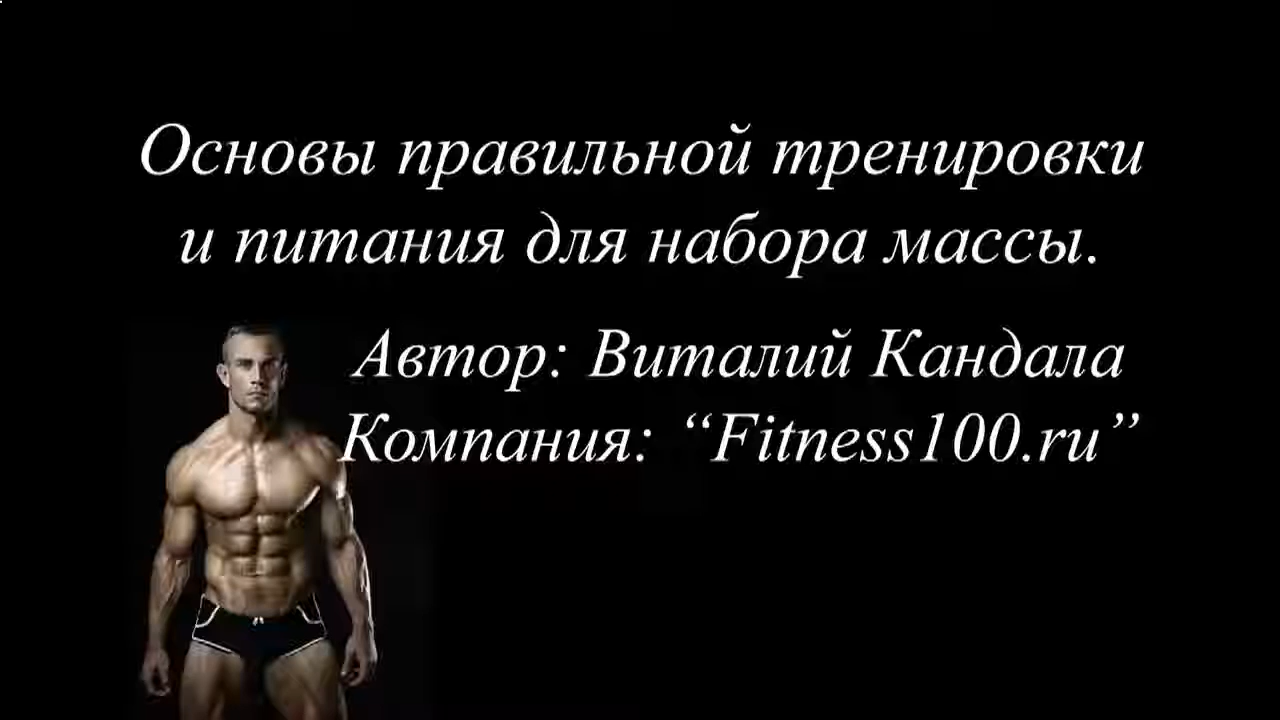 Основы правильной тренировки
и питания для набора массы.
Автор: Виталий Кандала
Компания: “Fitness100.ru”